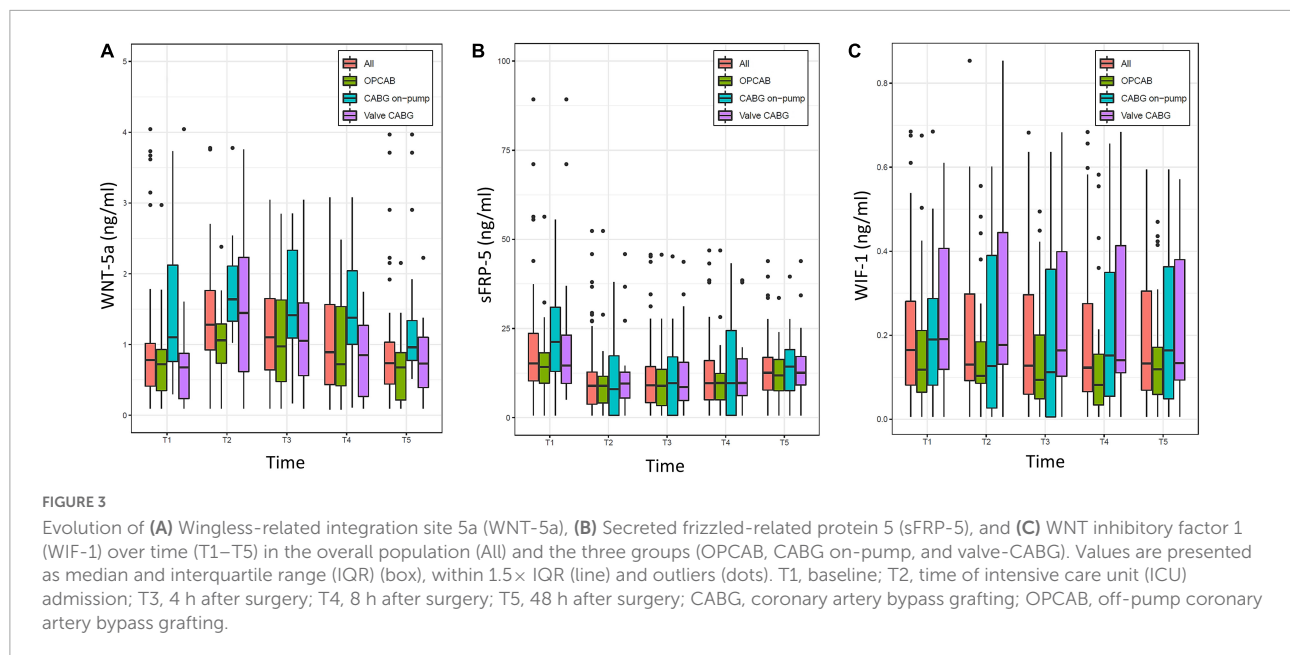 A
5
4
3
2
1
0
WNT-5a (ng/ml)
All
OPCAB
CABG on-pump
Valve CABG
T1 T2 T3 T4 T5
Time
B
100
75
50
25
0
sFRP-5 (ng/ml)
All
OPCAB
CABG on-pump
Valve CABG
T1 T2 T3 T4 T5
Time
C
0.8
0.6
0.4
0.2
0.0
WIF-1 (ng/ml)
All
OPCAB
CABG on-pump
Valve CABG
T1 T2 T3 T4 T5
Time
FIGURE 3
Evolution of (A) Wingless-related integration site 5a (WNT-5a), (B) Secreted frizzled-related protein 5 (sFRP-5), and (C) WNT inhibitory factor 1
(WIF-1) over time (T1–T5) in the overall population (All) and the three groups (OPCAB, CABG on-pump, and valve-CABG). Values are presented
as median and interquartile range (IQR) (box), within 1.5× IQR (line) and outliers (dots). T1, baseline; T2, time of intensive care unit (ICU)
admission; T3, 4 h after surgery; T4, 8 h after surgery; T5, 48 h after surgery; CABG, coronary artery bypass grafting; OPCAB, off-pump coronary
artery bypass grafting.